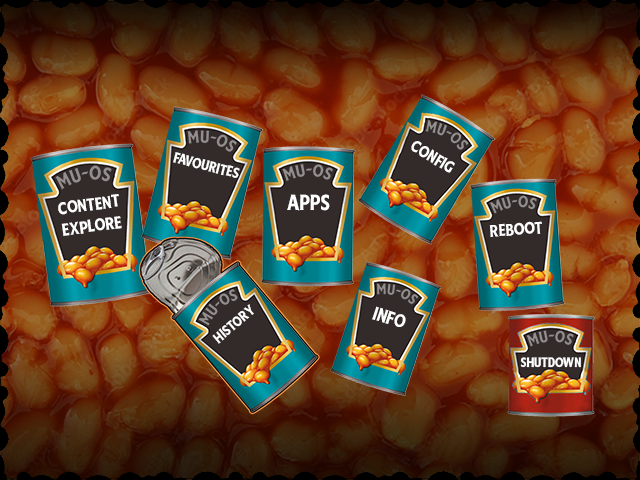 MU-OS
CONTENT
EXPLORE
MU-OS
FAVOURITES
MU-OS
APPS
MU-OS
CONFIG
MU-OS
REBOOT
MU-OS
HISTORY
MU-OS
INFO
MU-OS
SHUTDOWN